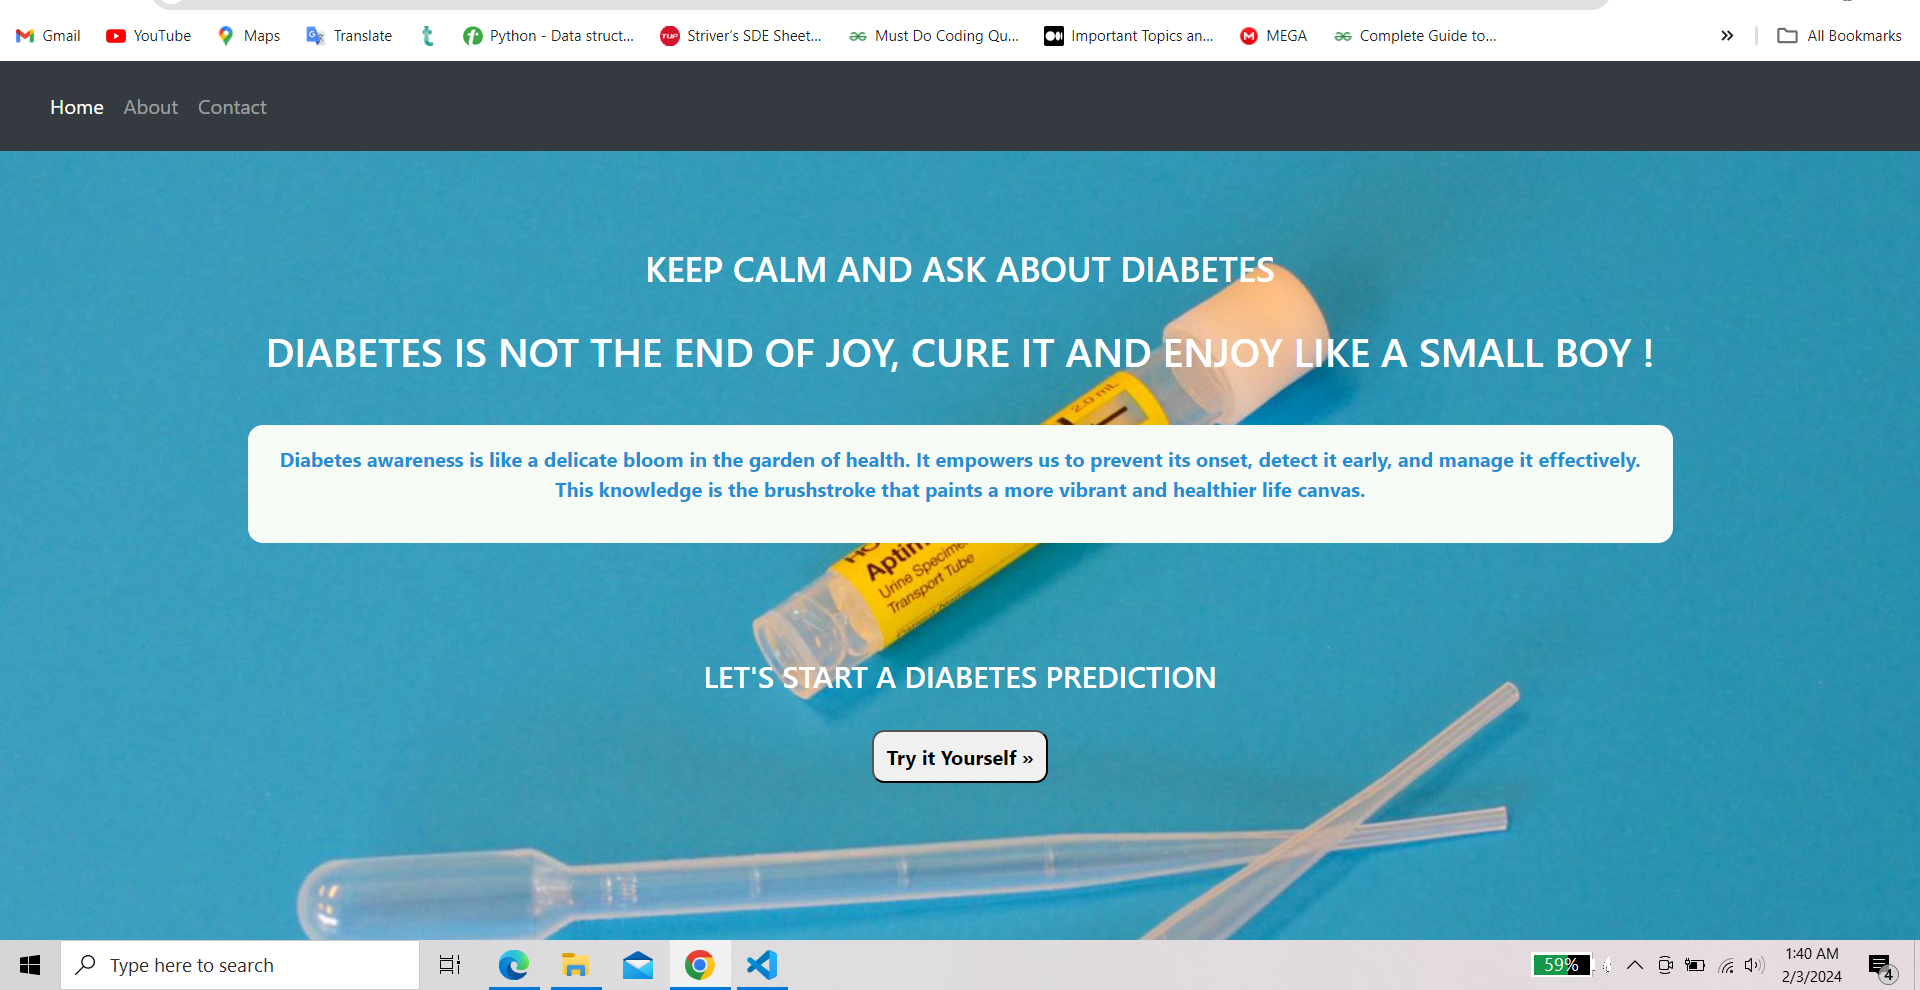 Gmail YouTube Maps Translate Python - Data struct... Striver's SDE Sheet... Must Do Coding Qu... Important Topics an... MEGA Complete Guide to... » All Bookmarks
Home About Contact
KEEP CALM AND ASK ABOUT DIABETES
DIABETES IS NOT THE END OF JOY, CURE IT AND ENJOY LIKE A SMALL BOY !
2.0 mL
Diabetes awareness is like a delicate bloom in the garden of health. It empowers us to prevent its onset, detect it early, and manage it effectively.
This knowledge is the brushstroke that paints a more vibrant and healthier life canvas.
Urine Specimen
Transport Tube
LET'S START A DIABETES PREDICTION
Try it Yourself »
Type here to search
59%
1:40 AM
2/3/2024
4